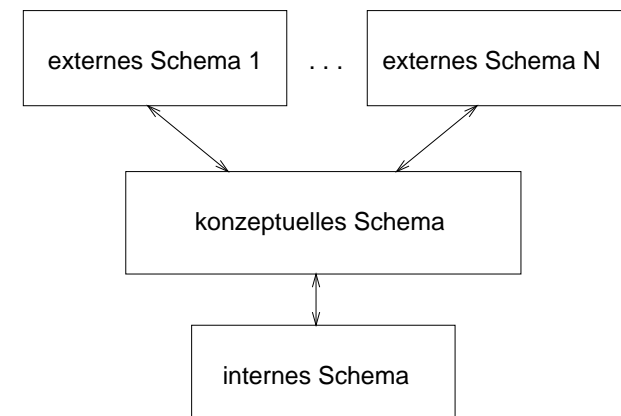 externes Schema 1 . . . externes Schema N
konzeptuelles Schema
internes Schema